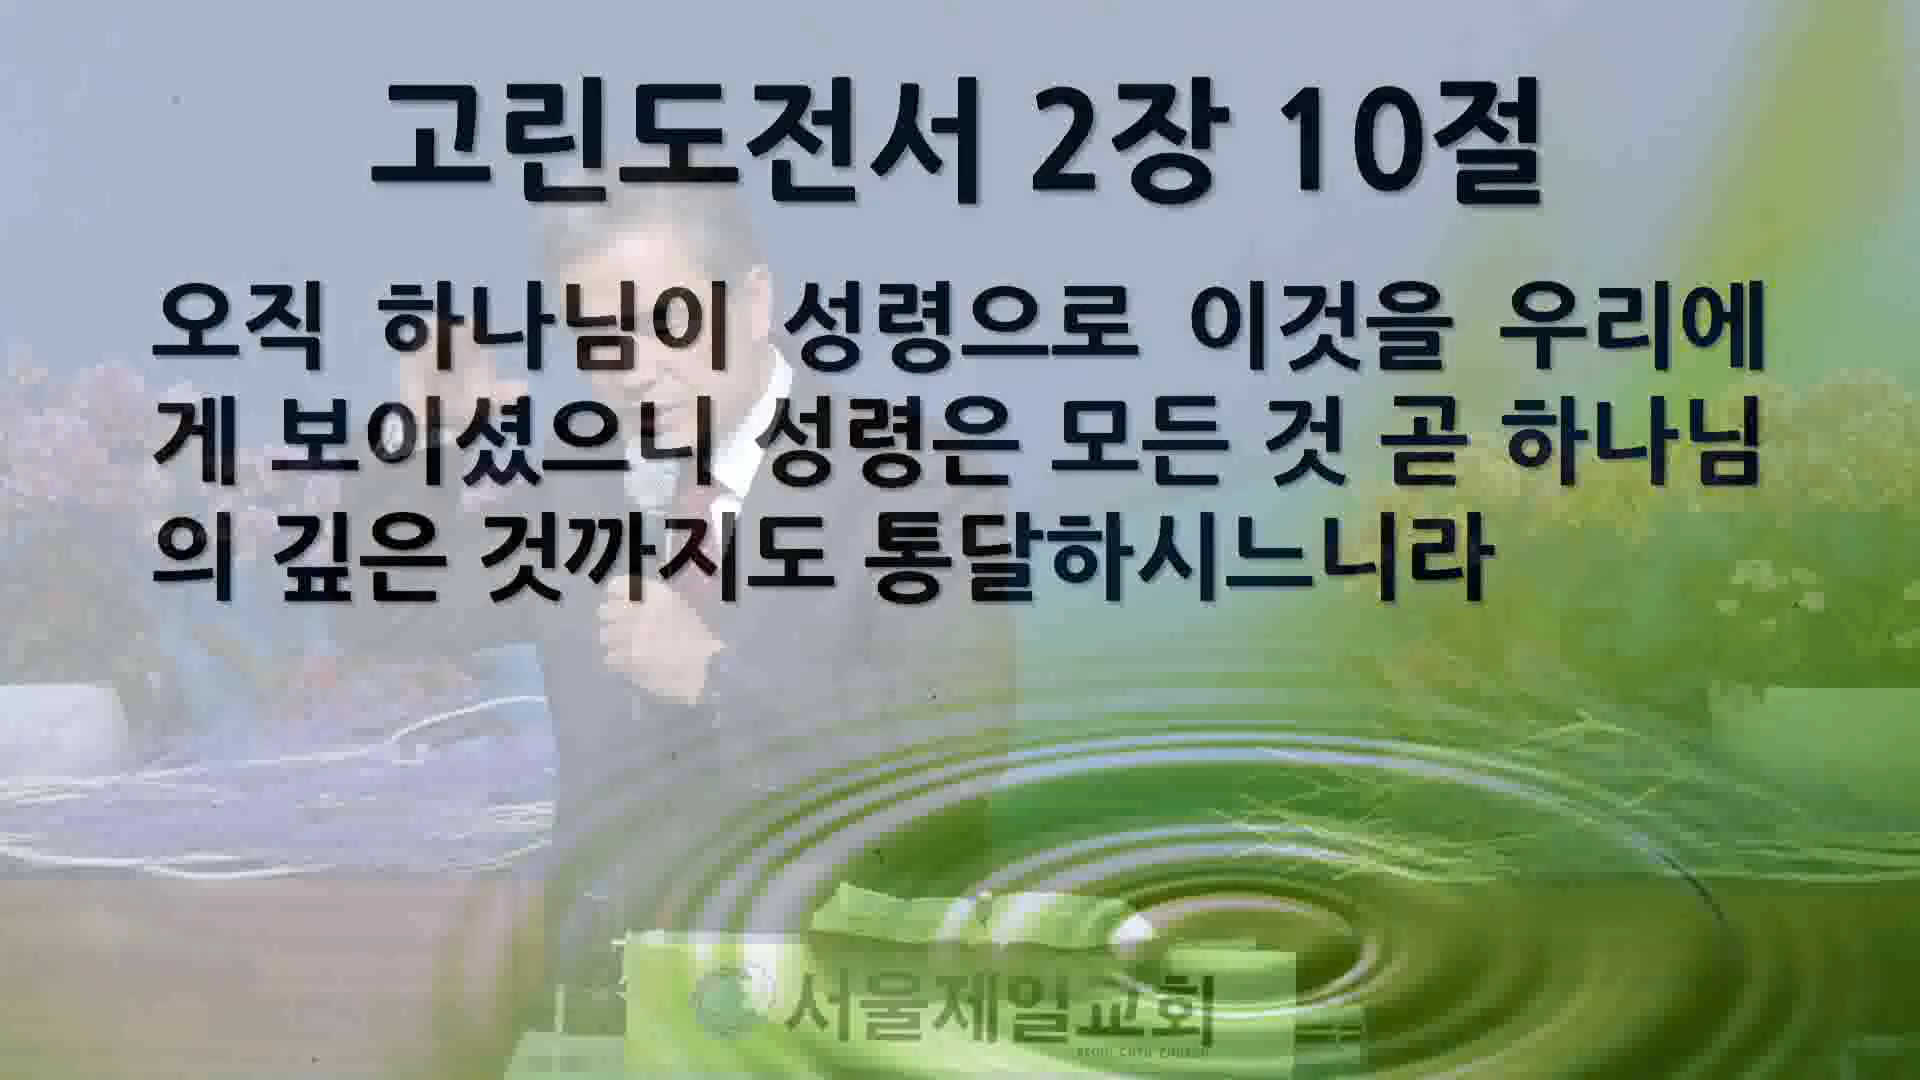 고린도전서 2장 10절
오직 하나님이 성령으로 이것을 우리에
게 보이셨으니 성령은 모든 것 곧 하나님
의 깊은 것까지도 통달하시느니라
서울제일교회